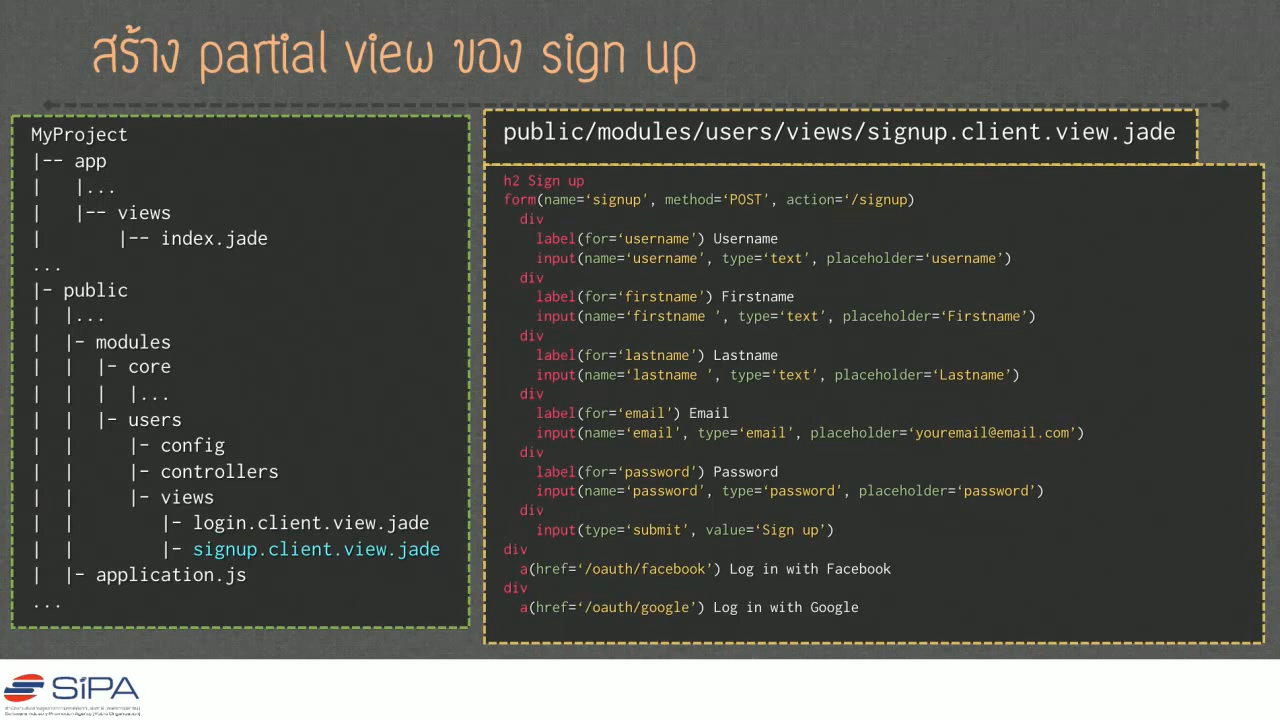 สร้าง partial view ของ sign up
MyProject
|-- app
|   |...
|   |-- views
|       |-- index.jade
...
|- public
|  |...
|  |- modules
|  |  |- core
|  |  |  |...
|  |  |- users
|  |     |- config
|  |     |- controllers
|  |     |- views
|  |        |- login.client.view.jade
|  |        |- signup.client.view.jade
|  |- application.js
...
public/modules/users/views/signup.client.view.jade
h2 Sign up
form(name=‘signup’, method=‘POST’, action=‘/signup)
  div
    label(for=‘username’) Username
    input(name=‘username’, type=‘text’, placeholder=‘username’)
  div
    label(for=‘firstname’) Firstname
    input(name=‘firstname ’, type=‘text’, placeholder=‘Firstname’)
  div
    label(for=‘lastname’) Lastname
    input(name=‘lastname ’, type=‘text’, placeholder=‘Lastname’)
  div
    label(for=‘email’) Email
    input(name=‘email’, type=‘email’, placeholder=‘youremail@email.com’)
  div
    label(for=‘password’) Password
    input(name=‘password’, type=‘password’, placeholder=‘password’)
  div
    input(type=‘submit’, value=‘Sign up’)
div
  a(href=‘/oauth/facebook’) Log in with Facebook
div
  a(href=‘/oauth/google’) Log in with Google
SiPA
Software Industry Promotion Agency (Public Organization)